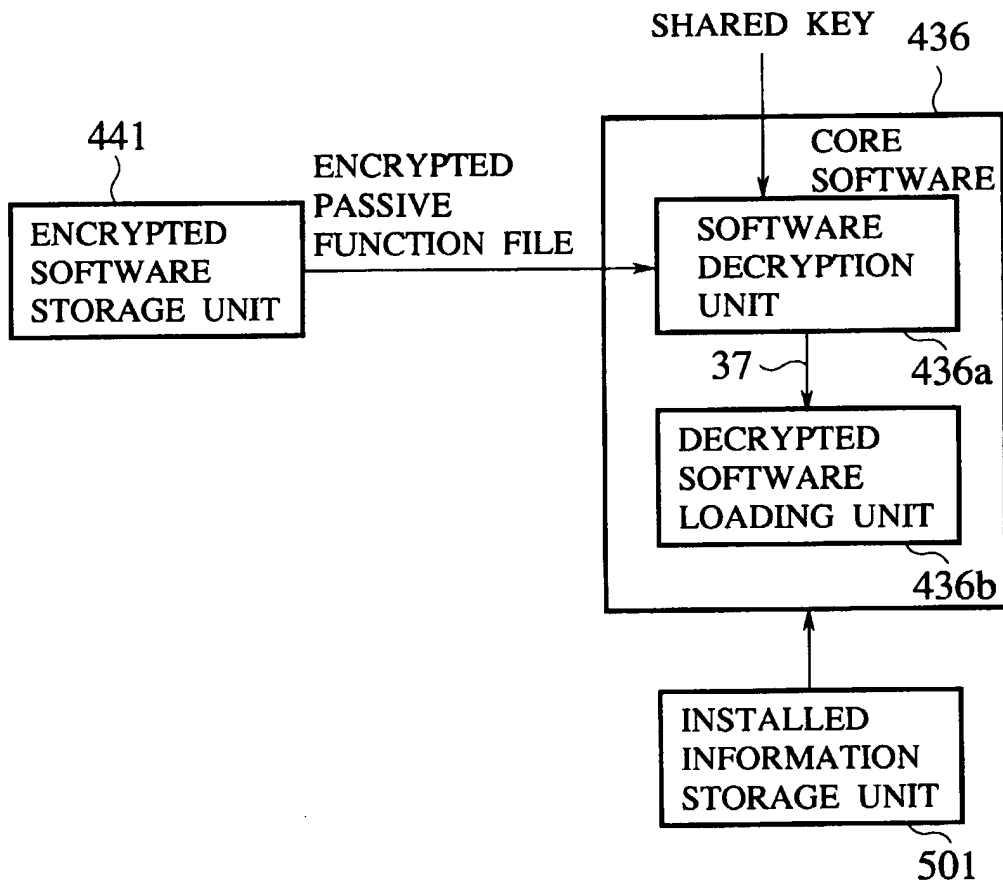 SHARED KEY
436
441
ENCRYPTED
PASSIVE
FUNCTION FILE
CORE
SOFTWARE
ENCRYPTED
SOFTWARE
STORAGE UNIT
SOFTWARE
DECRYPTION
UNIT
37
436a
DECRYPTED
SOFTWARE
LOADING UNIT
436b
INSTALLED
INFORMATION
STORAGE UNIT
501